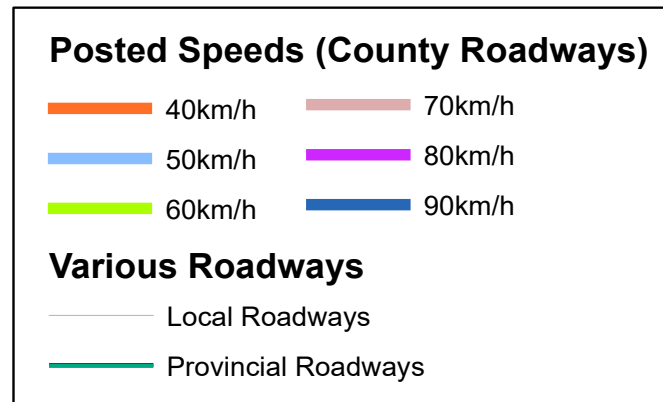 Posted Speeds (County Roadways)
40km/h
50km/h
60km/h
70km/h
80km/h
90km/h
Various Roadways
Local Roadways
Provincial Roadways